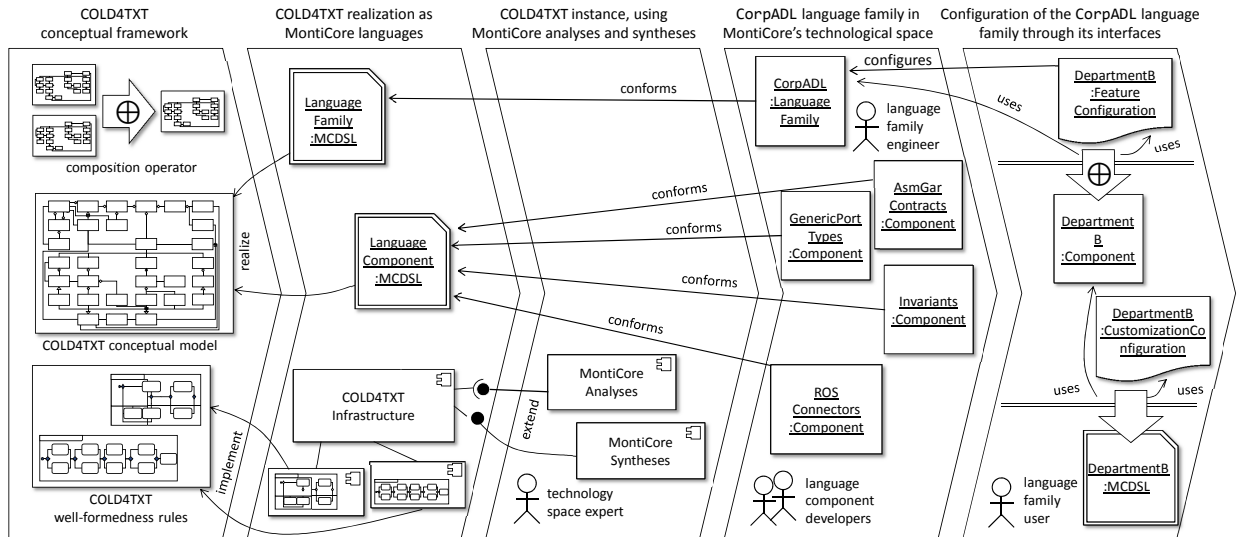 COLD4TXT
conceptual framework
COLD4TXT realization as
MontiCore languages
COLD4TXT instance, using
MontiCore analyses and syntheses
CorpADL language family in
MontiCore's technological space
Configuration of the CorpADL language
family through its interfaces
composition operator
COLD4TXT conceptual model
COLD4TXT
well-formedness rules
realize
implement
Language
Family
:MCDSL
Language
Component
:MCDSL
COLD4TXT
Infrastructure
conforms
conforms
conforms
conforms
conforms
MontiCore
Analyses
MontiCore
Syntheses
extend
technology
space expert
CorpADL
:Language
Family
language
family
engineer
AsmGar
Contracts
:Component
GenericPort
Types
:Component
Invariants
:Component
ROS
Connectors
:Component
language
component
developers
configures
uses
DepartmentB
:Feature
Configuration
uses
Department
B
:Component
DepartmentB
:CustomizationCo
nfiguration
uses
uses
DepartmentB
:MCDSL
language
family
user